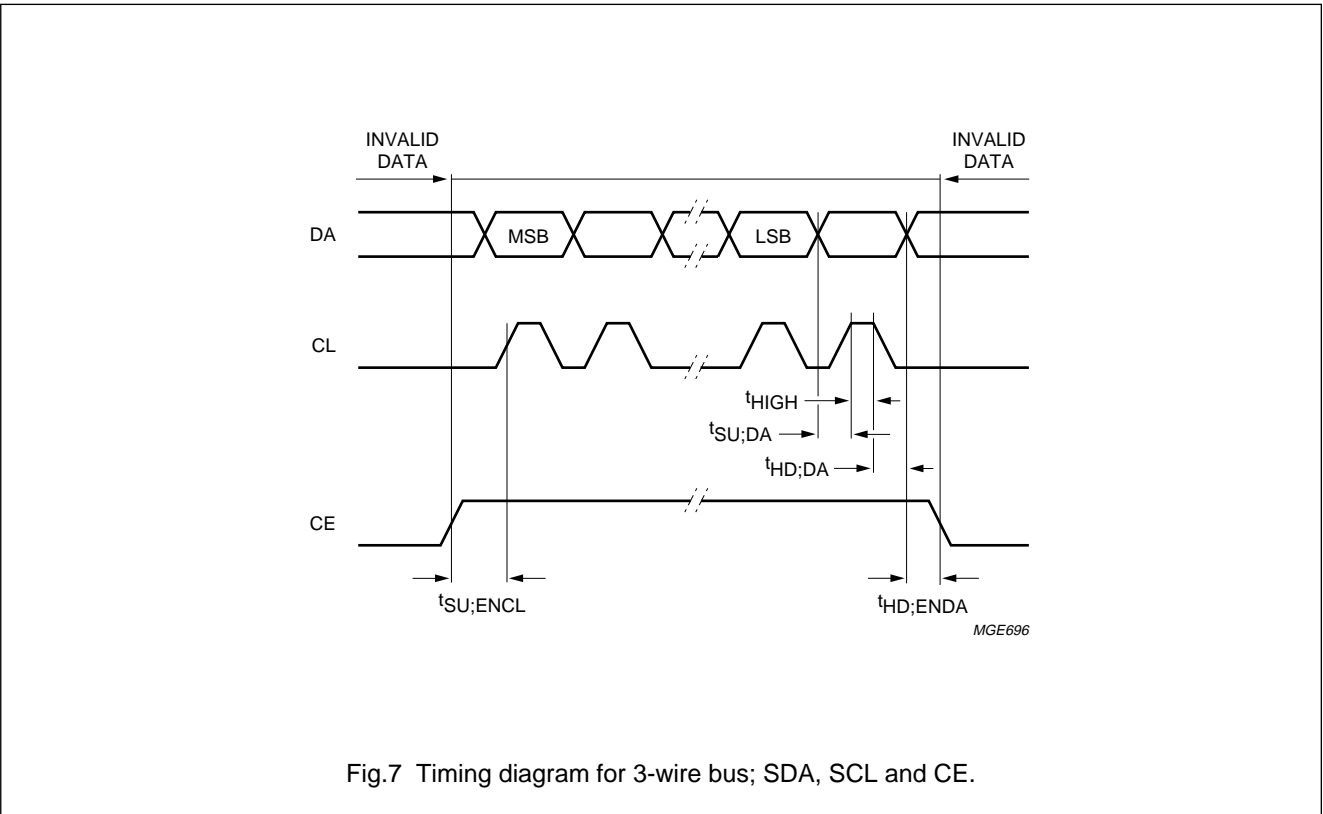 INVALID
DATA
INVALID
DATA
DA
MSB
LSB
CL
tHIGH
tSU;DA
tHD;DA
CE
tSU;ENCL
tHD;ENDA
MGE696
Fig.7 Timing diagram for 3-wire bus; SDA, SCL and CE.